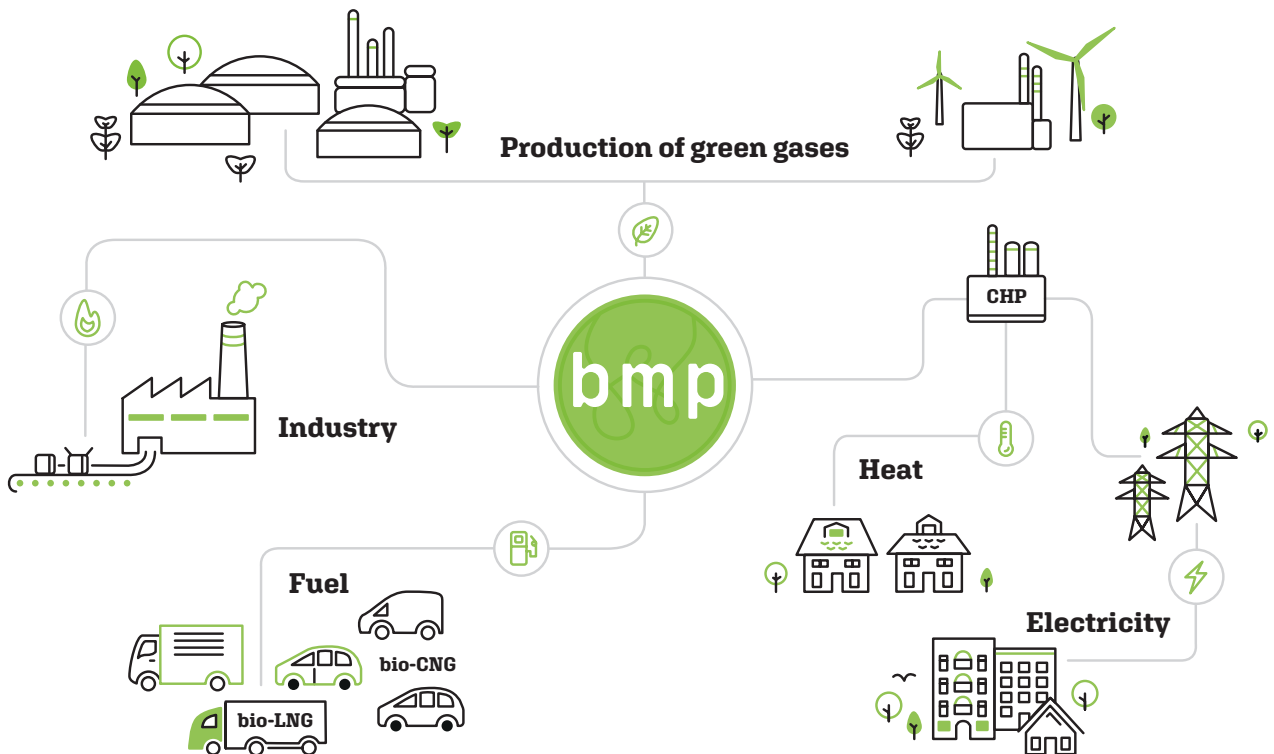 Production of green gases
CHP
bmp
Industry
Heat
Fuel
Electricity
bio-CNG
bio-LNG